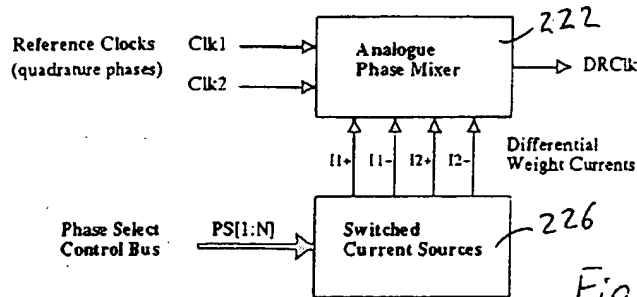 222
Reference Clocks
(quadrature phases)
Clk1
Clk2
Analogue
Phase Mixer
DRClk
I1+ I1- I2+ I2-
Differential
Weight Currents
Phase Select
Control Bus
PS[1:N]
Switched
Current Sources
226
Fig